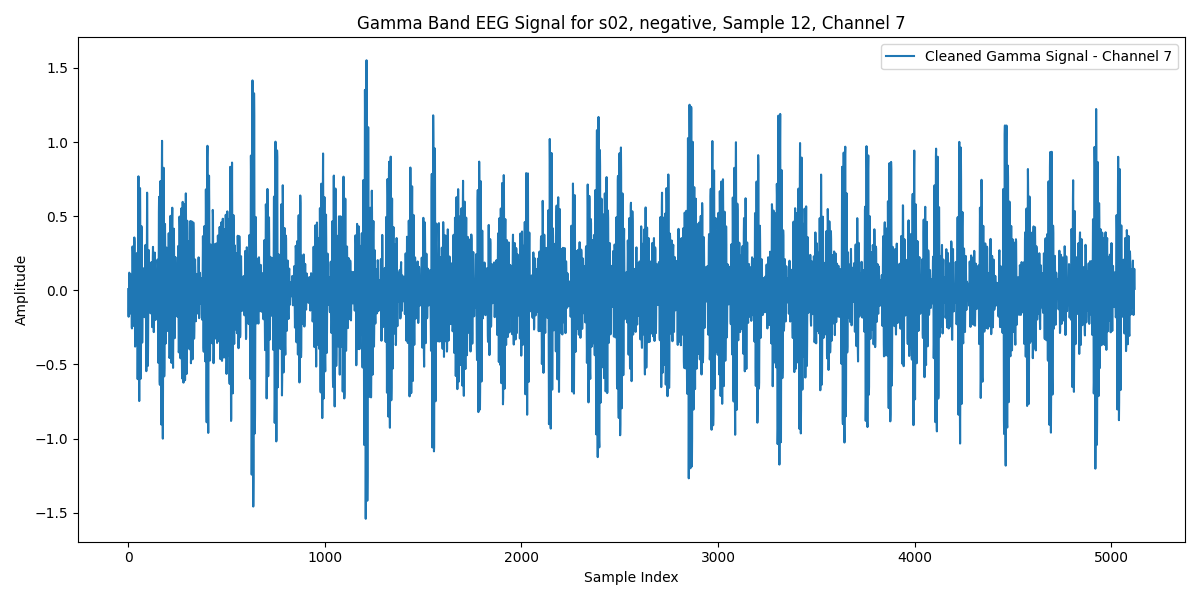 Gamma Band EEG Signal for s02, negative, Sample 12, Channel 7
Cleaned Gamma Signal - Channel 7
Amplitude
1.5
1.0
0.5
0.0
−0.5
−1.0
−1.5
0 1000 2000 3000 4000 5000
Sample Index